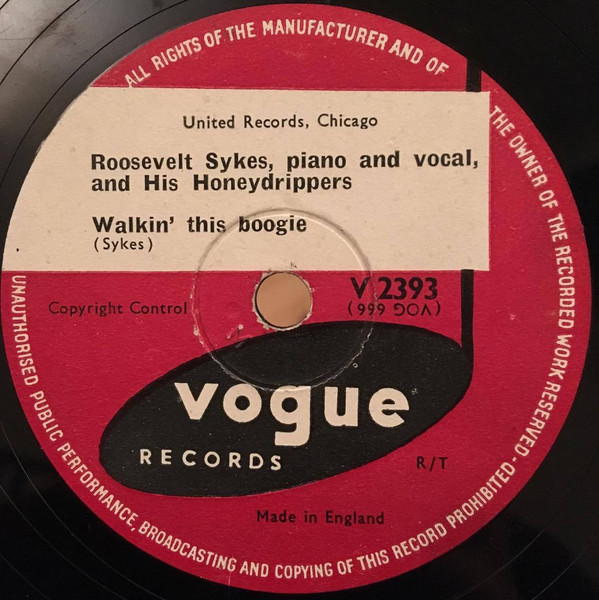 ALL RIGHTS OF THE MANUFACTURER AND OF THE OWNER OF THE RECORDED WORK RESERVED · UNAUTHORISED PUBLIC PERFORMANCE, BROADCASTING AND COPYING OF THIS RECORD PROHIBITED ·
United Records, Chicago
Roosevelt Sykes, piano and vocal,
and His Honeydrippers
Walkin' this boogie
(Sykes)
V 2393
Copyright Control
(VOG 666)
vogue
RECORDS
R/T
Made in England